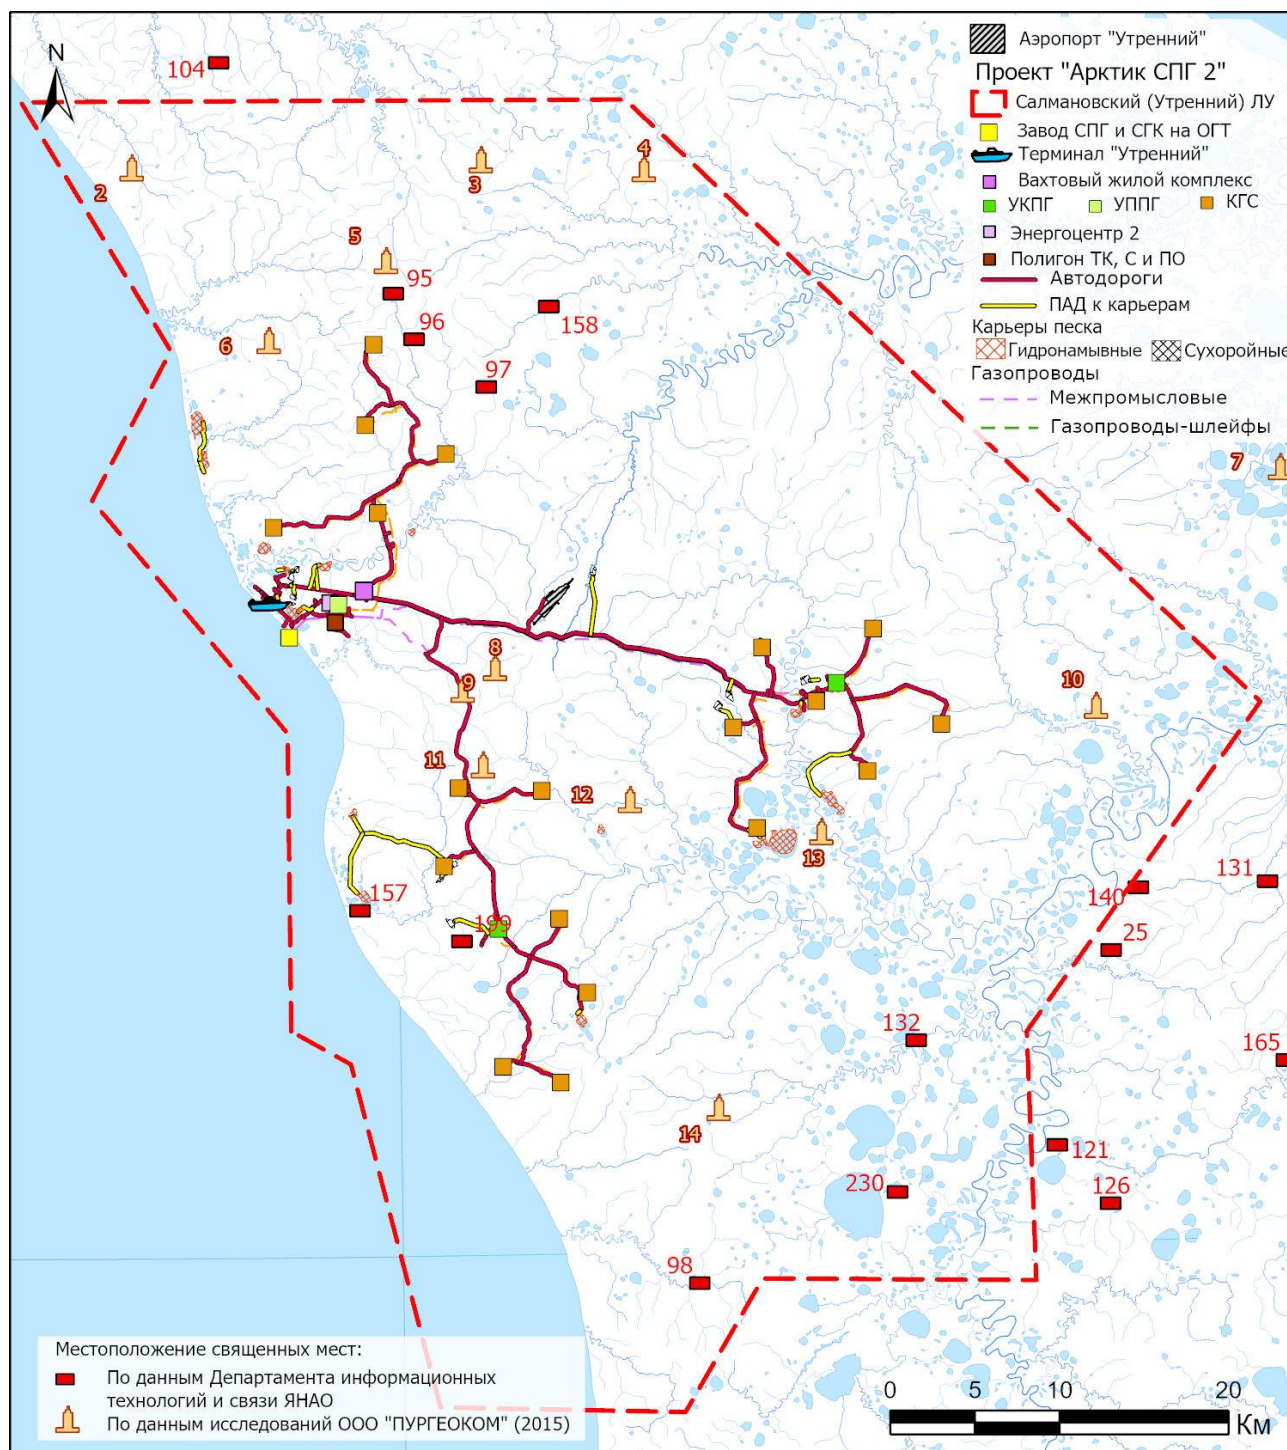 N
Аэропорт "Утренний"
Проект "Арктик СПГ 2"
Салмановский (Утренний) ЛУ
Завод СПГ и СГК на ОГТ
Терминал "Утренний"
Вахтовый жилой комплекс
УКПГ УППГ КГС
Энергоцентр 2
Полигон ТК, С и ПО
Автодороги
ПАД к карьерам
Карьеры песка
Гидронамывные Сухоройные
Газопроводы
Межпромысловые
Газопроводы-шлейфы
104
2
3
4
5
95
96
158
6
97
7
8
9
10
11
12
13
157
199
140
131
25
132
165
14
121
230
126
98
Местоположение священных мест:
По данным Департамента информационных
технологий и связи ЯНАО
По данным исследований ООО "ПУРГЕОКОМ" (2015)
0 5 10 20
Км